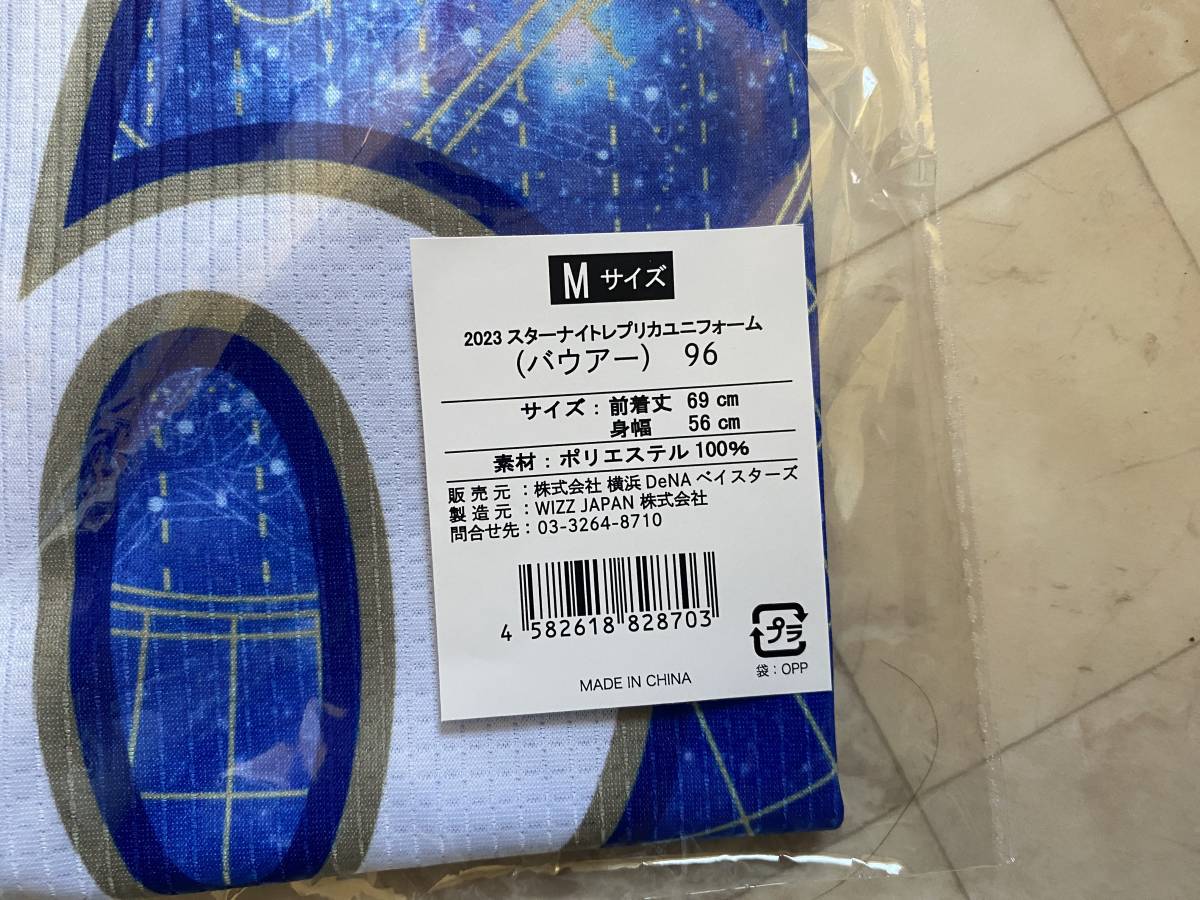 M サイズ
2023 スターナイトレプリカユニフォーム
(バウアー) 96
サイズ : 前着丈 69 cm
身幅 56 cm
素材 : ポリエステル 100%
販売元 : 株式会社 横浜 DeNA ベイスターズ
製造元 : WIZZ JAPAN 株式会社
問合せ先 : 03-3264-8710
4 582618 828703
プラ
袋 : OPP
MADE IN CHINA